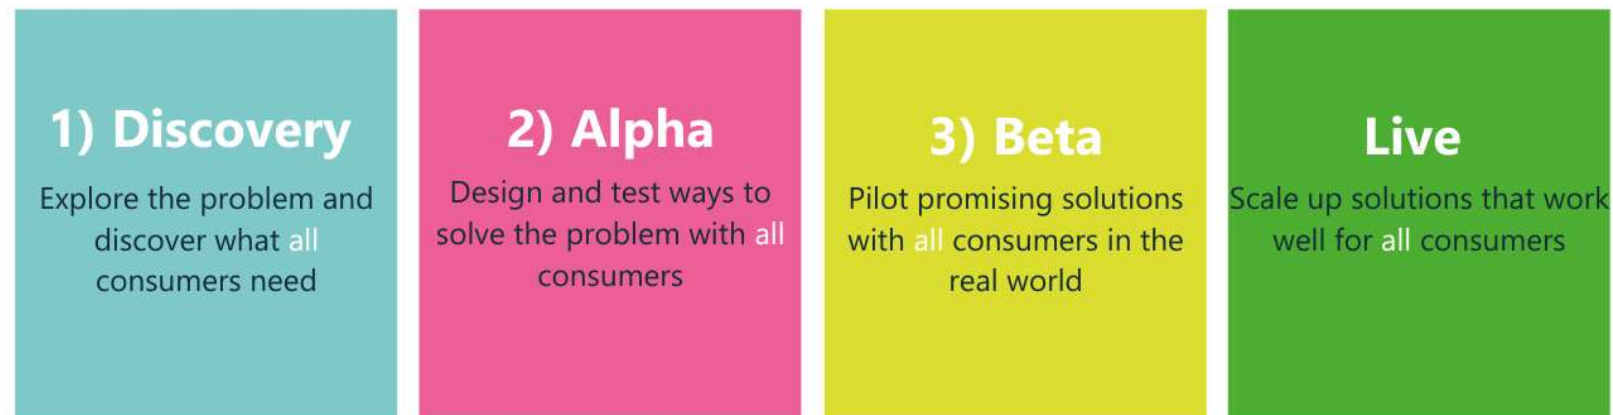 1) Discovery
Explore the problem and
discover what all
consumers need
2) Alpha
Design and test ways to
solve the problem with all
consumers
3) Beta
Pilot promising solutions
with all consumers in the
real world
Live
Scale up solutions that work
well for all consumers